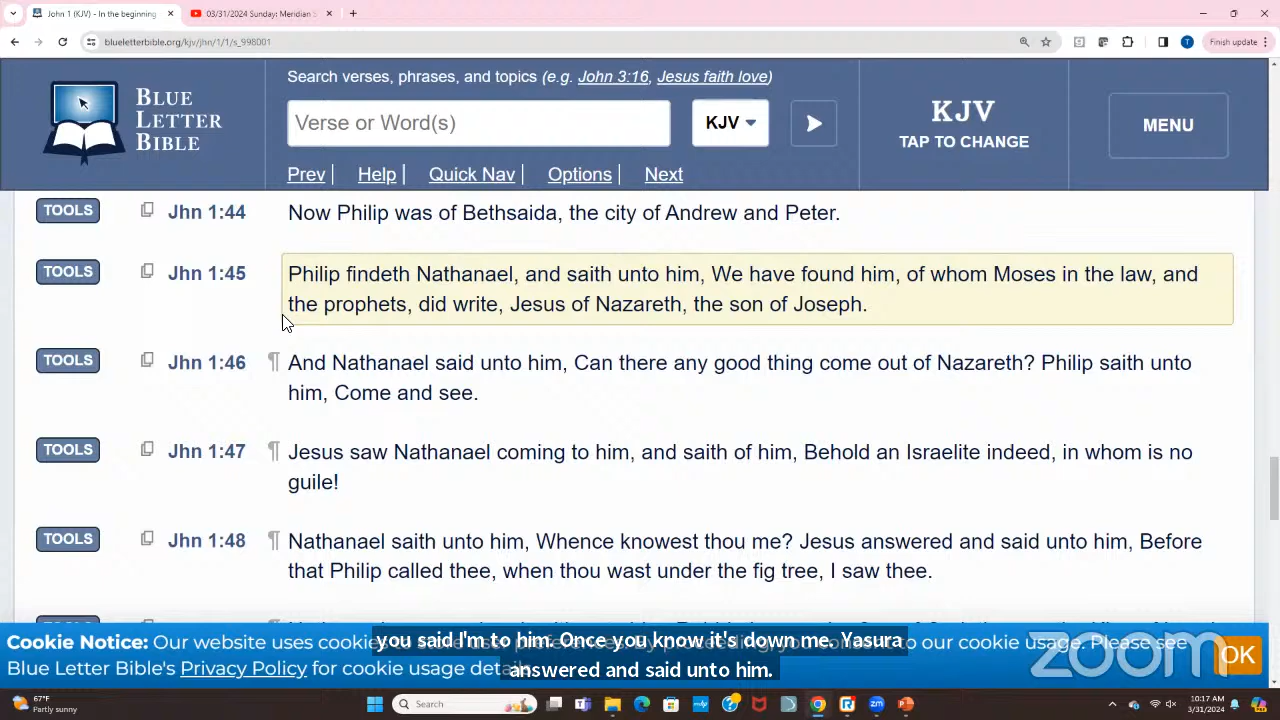 John 1 (KJV) - In the beginning
03/31/2024 Sunday: Meridian S
blueletterbible.org/kjv/jhn/1/1/s_998001
Finish update
BLUE
LETTER
BIBLE
Search verses, phrases, and topics (e.g. John 3:16, Jesus faith love)
Verse or Word(s)
KJV
KJV
TAP TO CHANGE
MENU
Prev | Help | Quick Nav | Options | Next
TOOLS Jhn 1:44 Now Philip was of Bethsaida, the city of Andrew and Peter.
TOOLS Jhn 1:45 Philip findeth Nathanael, and saith unto him, We have found him, of whom Moses in the law, and
the prophets, did write, Jesus of Nazareth, the son of Joseph.
TOOLS Jhn 1:46 ¶ And Nathanael said unto him, Can there any good thing come out of Nazareth? Philip saith unto
him, Come and see.
TOOLS Jhn 1:47 ¶ Jesus saw Nathanael coming to him, and saith of him, Behold an Israelite indeed, in whom is no
guile!
TOOLS Jhn 1:48 ¶ Nathanael saith unto him, Whence knowest thou me? Jesus answered and said unto him, Before
that Philip called thee, when thou wast under the fig tree, I saw thee.
you said I'm to him. Once you know it's down me. Yasura
answered and said unto him.
Cookie Notice: Our website uses cookies to our cookie usage. Please see
Blue Letter Bible's Privacy Policy for cookie usage
OK
zoom
67°F
Partly sunny
Search
10:17 AM
3/31/2024